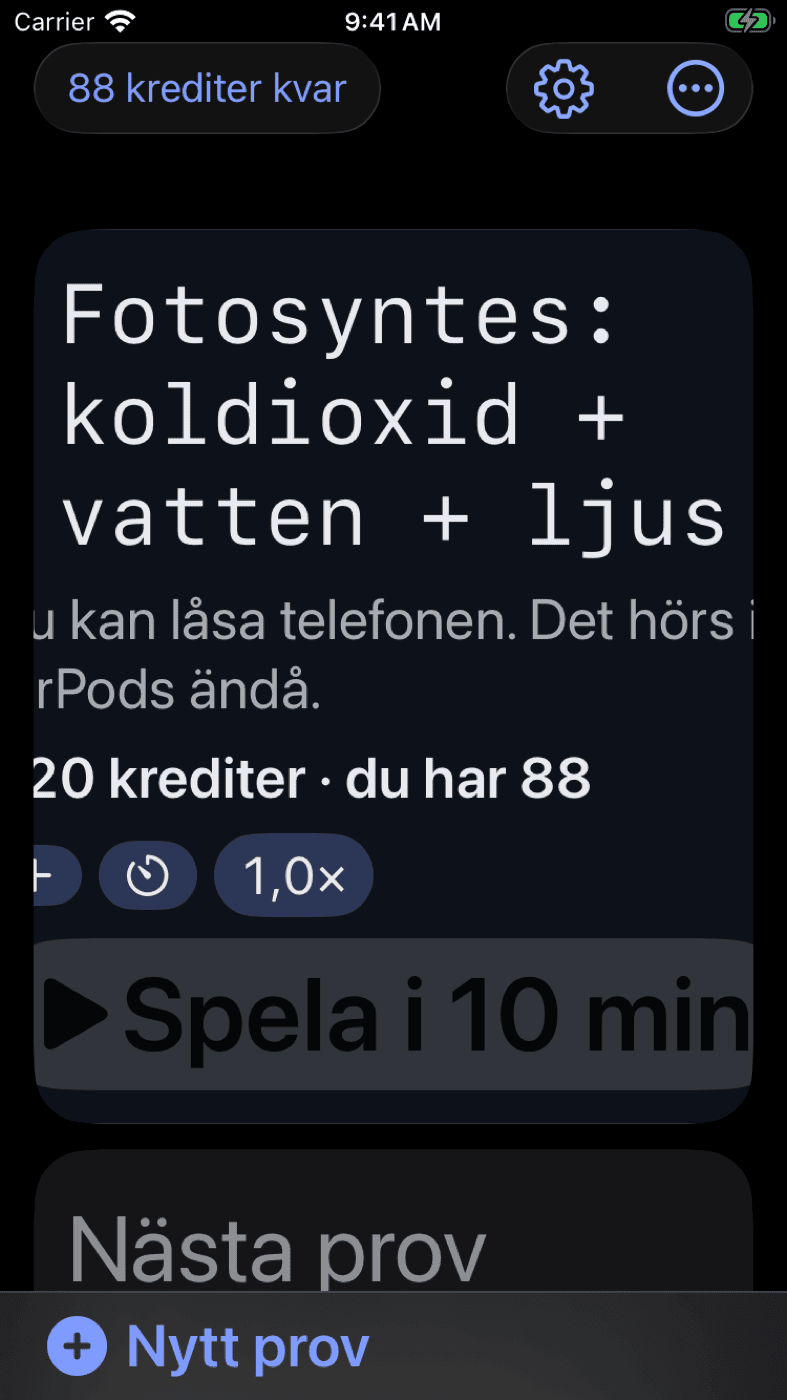 Carrier 9:41 AM
88 krediter kvar
Fotosyntes:
koldioxid +
vatten + ljus
u kan låsa telefonen. Det hörs i
rPods ändå.
20 krediter · du har 88
+ 1,0×
Spela i 10 min
Nästa prov
Nytt prov